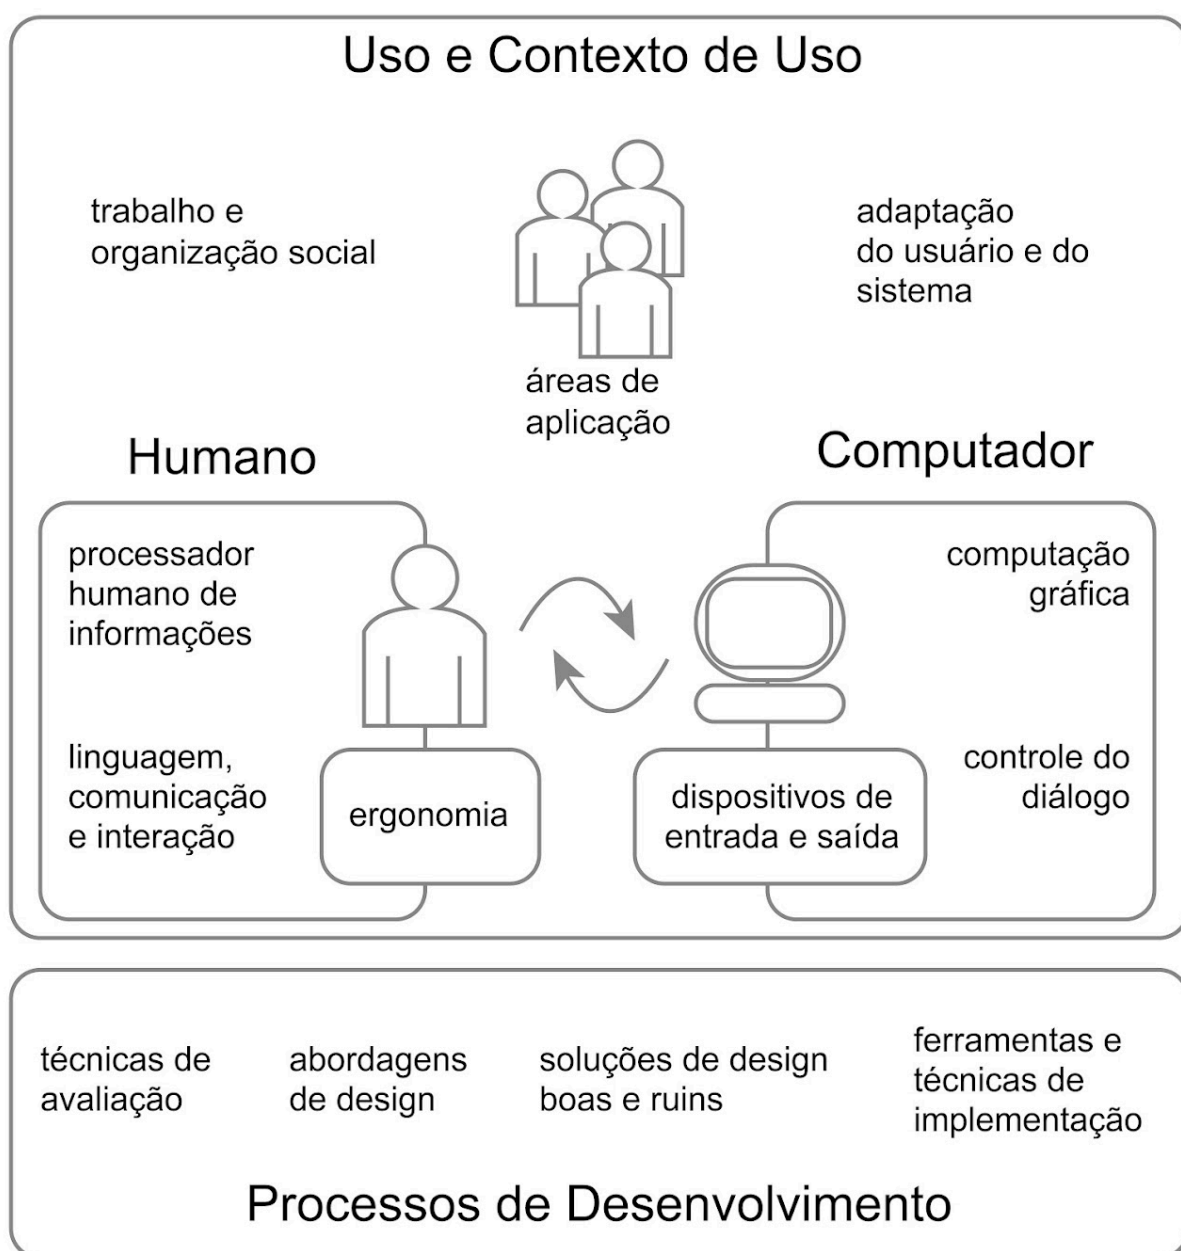 Uso e Contexto de Uso
trabalho e
organização social
adaptação
do usuário e do
sistema
áreas de
aplicação
Humano
Computador
processador
humano de
informações
linguagem,
comunicação
e interação
ergonomia
computação
gráfica
dispositivos de
entrada e saída
controle do
diálogo
técnicas de
avaliação
abordagens
de design
soluções de design
boas e ruins
ferramentas e
técnicas de
implementação
Processos de Desenvolvimento